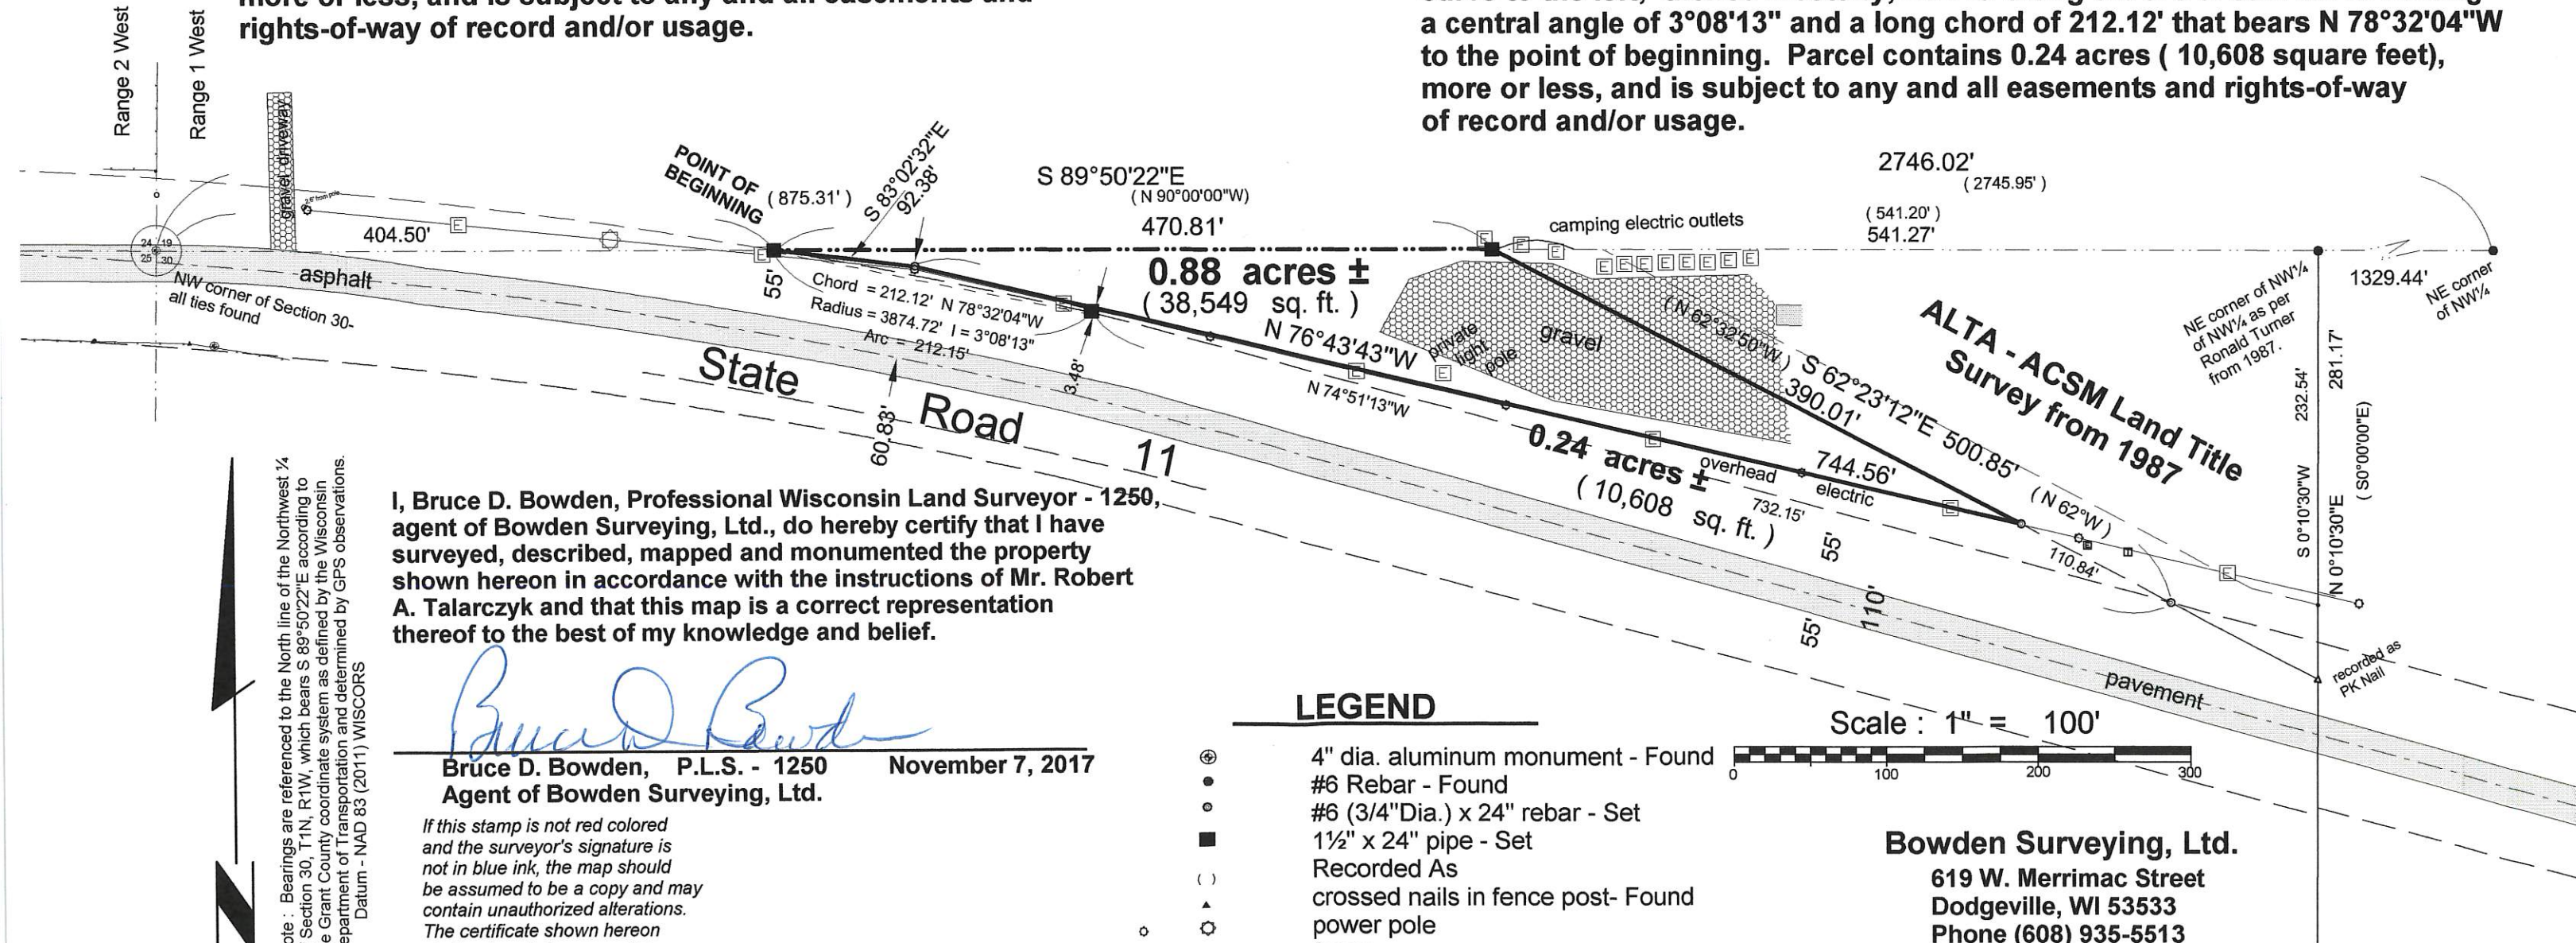 rights-of-way of record and/or usage.
a central angle of 3°08'13" and a long chord of 212.12' that bears N 78°32'04"W
to the point of beginning. Parcel contains 0.24 acres ( 10,608 square feet),
more or less, and is subject to any and all easements and rights-of-way
of record and/or usage.
Range 2 West
Range 1 West
gravel driveway
POINT OF
BEGINNING
( 875.31' )
S 83°02'32"E
92.38'
S 89°50'22"E
( N 90°00'00"W)
470.81'
2746.02'
( 2745.95' )
camping electric outlets
( 541.20' )
541.27'
404.50'
E
24 19
25 30
asphalt
NW corner of Section 30-
all ties found
55'
Chord = 212.12' N 78°32'04"W
Radius = 3874.72' I = 3°08'13"
Arc = 212.15'
0.88 acres ±
( 38,549 sq. ft. )
N 76°43'43"W
N 74°51'13"W
private
light
pole
gravel
( N 62°32'50"W )
S 62°23'12"E 500.85'
390.01'
ALTA - ACSM Land Title
Survey from 1987
NE corner of NW¼
of NW¼ as per
Ronald Turner
from 1987.
1329.44'
NE corner
of NW¼
232.54'
281.17'
S 0°10'30"W
N 0°10'30"E
( S0°00'00"E)
State
Road
11
60.83'
3.48'
0.24 acres ±
( 10,608 sq. ft. )
overhead
electric
744.56'
732.15'
55'
110'
55'
( N 62°W )
110.84'
recorded as
PK Nail
pavement
I, Bruce D. Bowden, Professional Wisconsin Land Surveyor - 1250,
agent of Bowden Surveying, Ltd., do hereby certify that I have
surveyed, described, mapped and monumented the property
shown hereon in accordance with the instructions of Mr. Robert
A. Talarczyk and that this map is a correct representation
thereof to the best of my knowledge and belief.
Bruce D. Bowden
Bruce D. Bowden, P.L.S. - 1250 November 7, 2017
Agent of Bowden Surveying, Ltd.
If this stamp is not red colored
and the surveyor's signature is
not in blue ink, the map should
be assumed to be a copy and may
contain unauthorized alterations.
The certificate shown hereon
N
Bearings are referenced to the North line of the Northwest ¼
Section 30, T1N, R1W, which bears S 89°50'22"E according to
Grant County coordinate system as defined by the Wisconsin
of Transportation and determined by GPS observations.
Datum - NAD 83 (2011) WISCORS
LEGEND
4" dia. aluminum monument - Found
#6 Rebar - Found
#6 (3/4"Dia.) x 24" rebar - Set
1½" x 24" pipe - Set
( ) Recorded As
crossed nails in fence post- Found
power pole
Scale : 1" = 100'
0 100 200 300
Bowden Surveying, Ltd.
619 W. Merrimac Street
Dodgeville, WI 53533
Phone (608) 935-5513